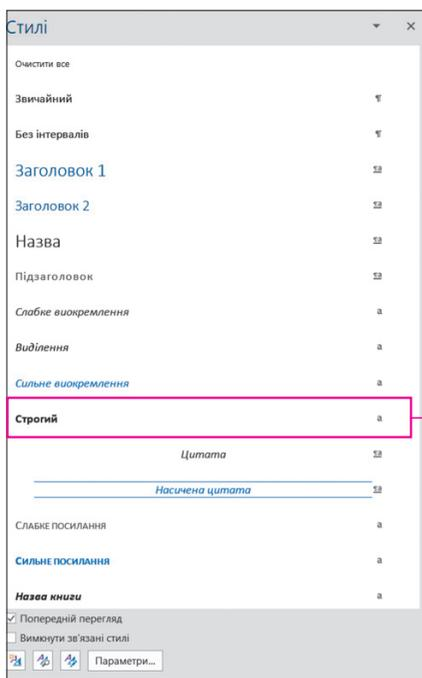 Стилі
Очистити все
Звичайний ¶
Без інтервалів ¶
Заголовок 1 ¶a
Заголовок 2 ¶a
Назва ¶a
Підзаголовок ¶a
Слабке виокремлення a
Виділення a
Сильне виокремлення a
Строгий a
Цитата ¶a
Насичена цитата ¶a
СЛАБКЕ ПОСИЛАННЯ a
СИЛЬНЕ ПОСИЛАННЯ a
Назва книги a
Попередній перегляд
Вимкнути зв'язані стилі
Параметри...